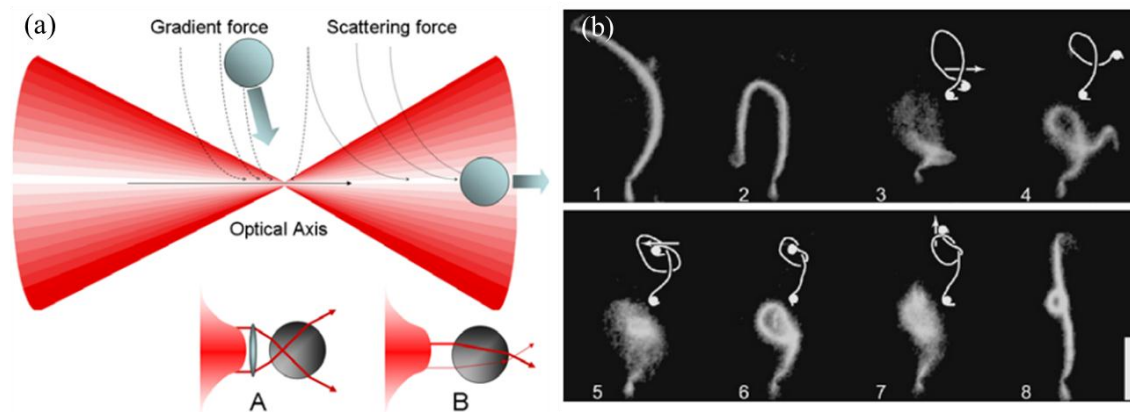 (a)
Gradient force
Scattering force
Optical Axis
A
B
(b)
1
2
3
4
5
6
7
8